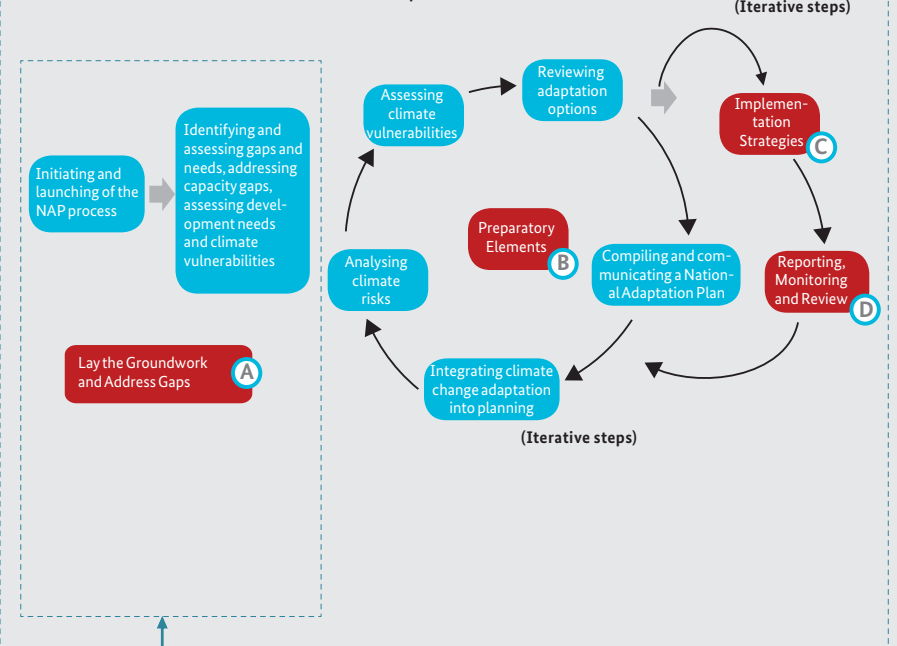 (Iterative steps)
Initiating and
launching of the
NAP process
Identifying and
assessing gaps and
needs, addressing
capacity gaps,
assessing devel-
opment needs
and climate
vulnerabilities
Lay the Groundwork
and Address Gaps
A
Assessing
climate
vulnerabilities
Reviewing
adaptation
options
Preparatory
Elements
B
Analysing
climate
risks
Compiling and com-
municating a Nation-
al Adaptation Plan
Integrating climate
change adaptation
into planning
(Iterative steps)
Implemen-
tation
Strategies
C
Reporting,
Monitoring
and Review
D